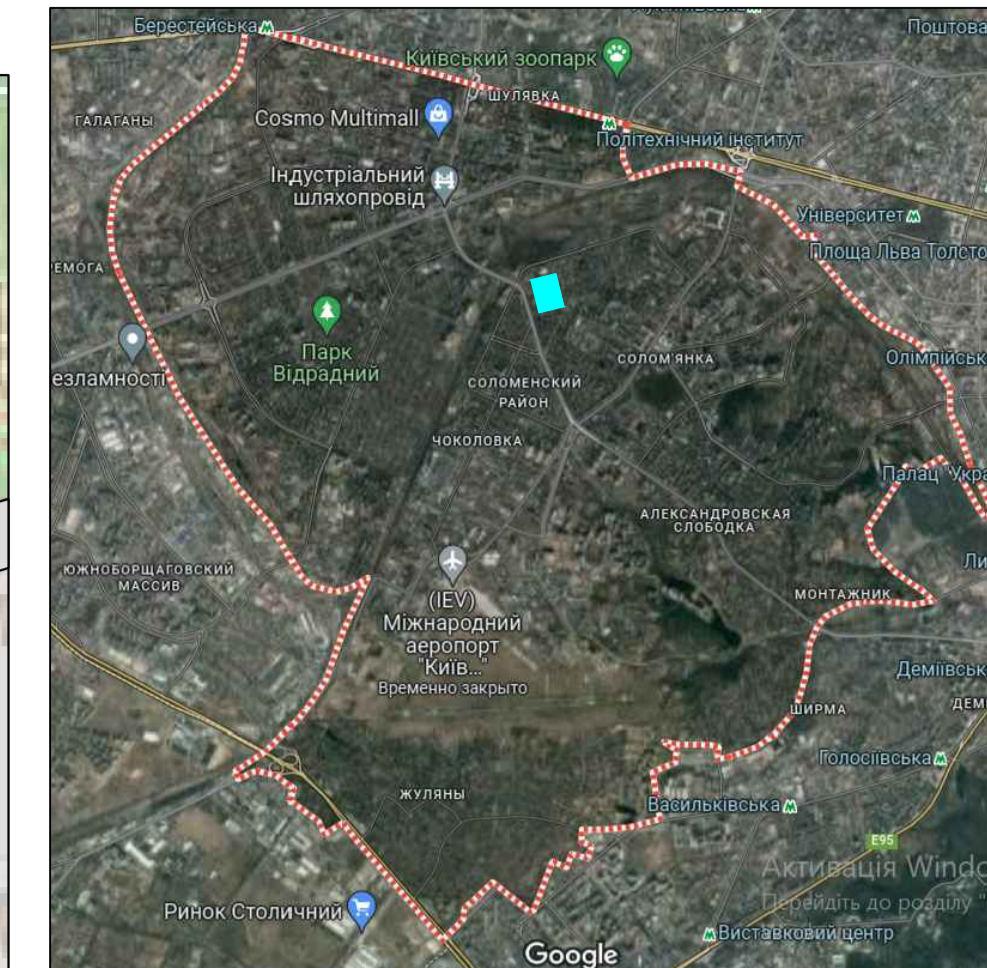 Берестейська
Поштова
Київський зоопарк
ШУЛЯВКА
Cosmo Multimall
ГАЛАГАНЫ
Політехнічний інститут
Індустріальний
шляхопровід
Університет
Площа Льва Толсто
РЕМОГА
Парк
Відрадний
СОЛОМ'ЯНКА
Олімпійськ
езламності
СОЛОМЕНСКИЙ
РАЙОН
ЧОКОЛОВКА
Палац "Укра
АЛЕКСАНДРОВСКАЯ
СЛОБОДКА
ЮЖНОБОРЩАГОВСКИЙ
МАССИВ
Ли
(IEV)
Міжнародний
аеропорт
"Київ..."
Временно закрыто
МОНТАЖНИК
Деміївськ
ШИРМА
ДЕМИ
Голосіївська
ЖУЛЯНЫ
Васильківська
E95
Активація Windo
Перейдіть до розділу "
Ринок Столичний
Виставковий центр
Google